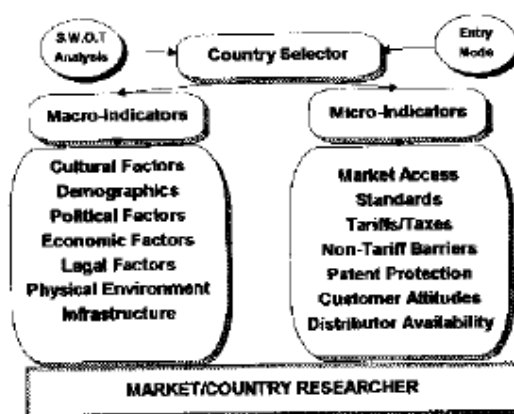 S.W.O.T
Analysis
Country Selector
Entry
Mode
Macro-Indicators
Micro-Indicators
Cultural Factors
Demographics
Political Factors
Economic Factors
Legal Factors
Physical Environment
Infrastructure
Market Access
Standards
Tariffs/Taxes
Non-Tariff Barriers
Patent Protection
Customer Attitudes
Distributor Availability
MARKET/COUNTRY RESEARCHER